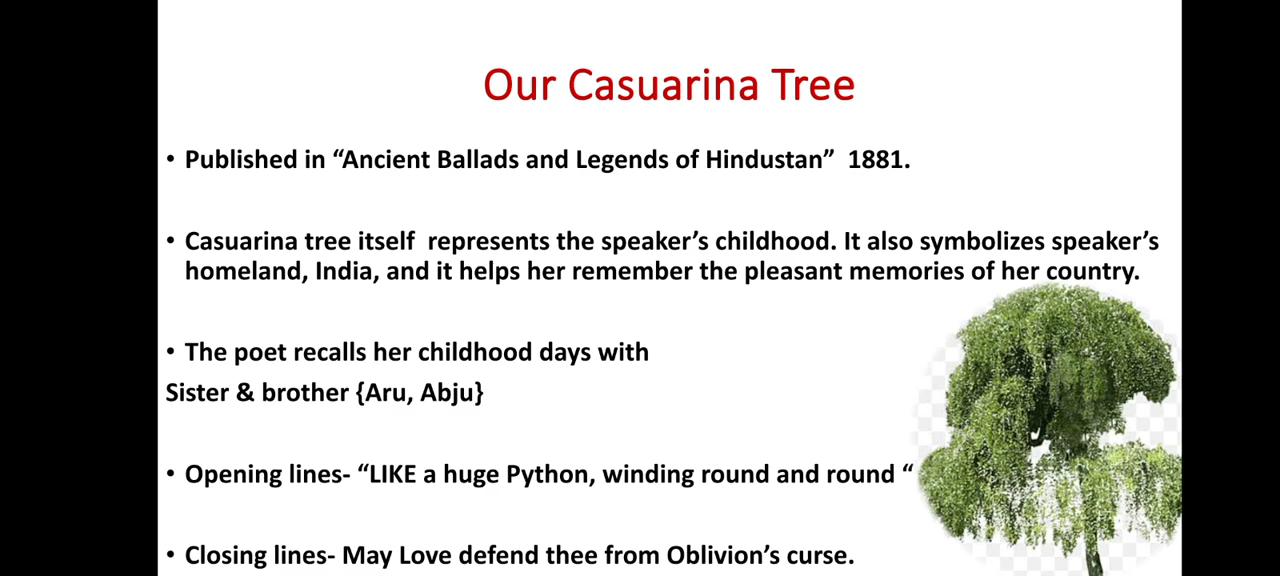 Our Casuarina Tree
• Published in “Ancient Ballads and Legends of Hindustan” 1881.
• Casuarina tree itself represents the speaker’s childhood. It also symbolizes speaker’s
homeland, India, and it helps her remember the pleasant memories of her country.
• The poet recalls her childhood days with
Sister & brother {Aru, Abju}
• Opening lines- “LIKE a huge Python, winding round and round “
• Closing lines- May Love defend thee from Oblivion’s curse.